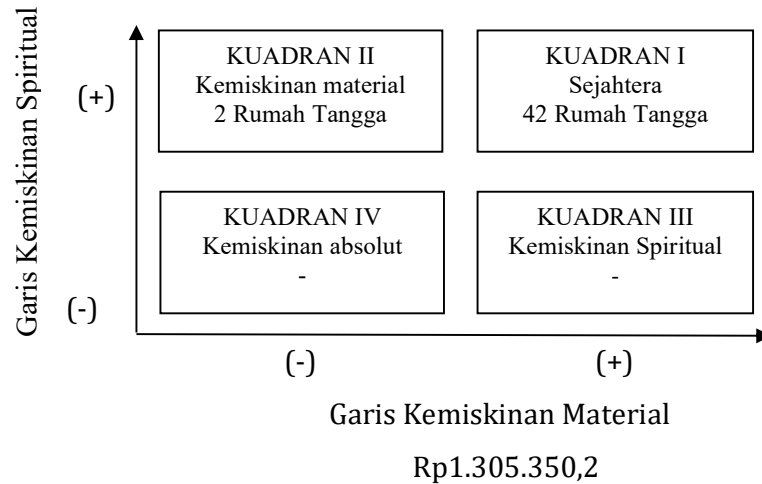 Garis Kemiskinan Spiritual
(+)
(-)
KUADRAN II
Kemiskinan material
2 Rumah Tangga
KUADRAN I
Sejahtera
42 Rumah Tangga
KUADRAN IV
Kemiskinan absolut
-
KUADRAN III
Kemiskinan Spiritual
-
(-)
(+)
Garis Kemiskinan Material
Rp1.305.350,2